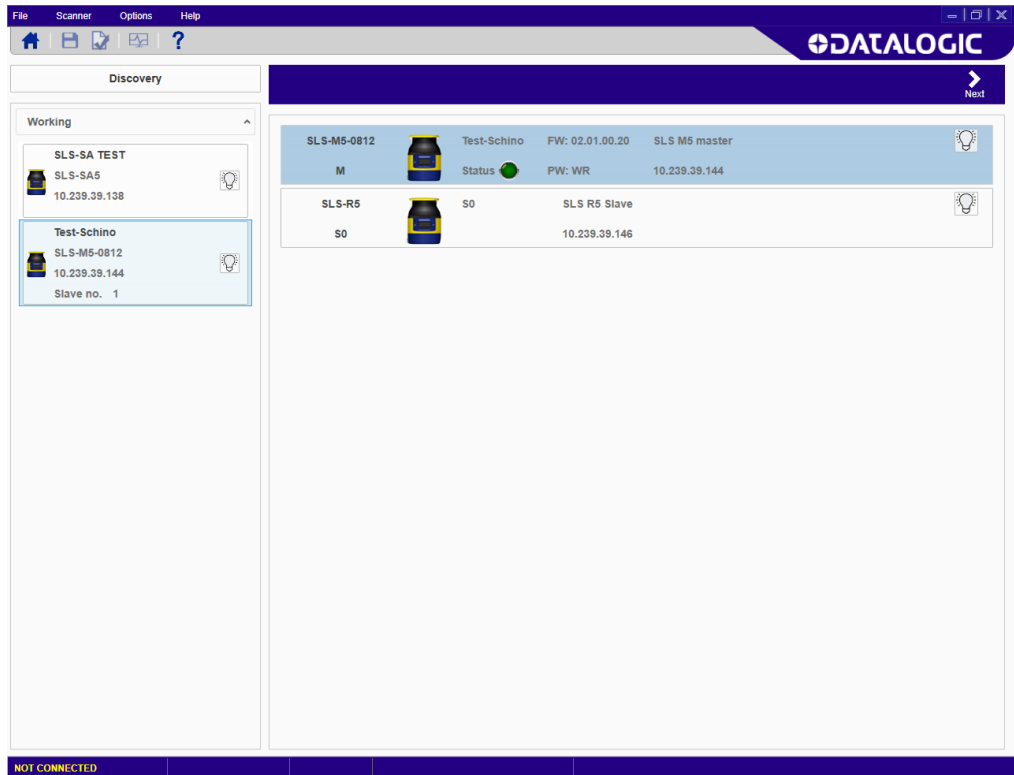 File Scanner Options Help
DATALOGIC
Discovery
Next
Working
SLS-SA TEST
SLS-SA5
10.239.39.138
Test-Schino
SLS-M5-0812
10.239.39.144
Slave no. 1
SLS-M5-0812 Test-Schino FW: 02.01.00.20 SLS M5 master
M Status PW: WR 10.239.39.144
SLS-R5 S0 SLS R5 Slave
S0 10.239.39.146
NOT CONNECTED